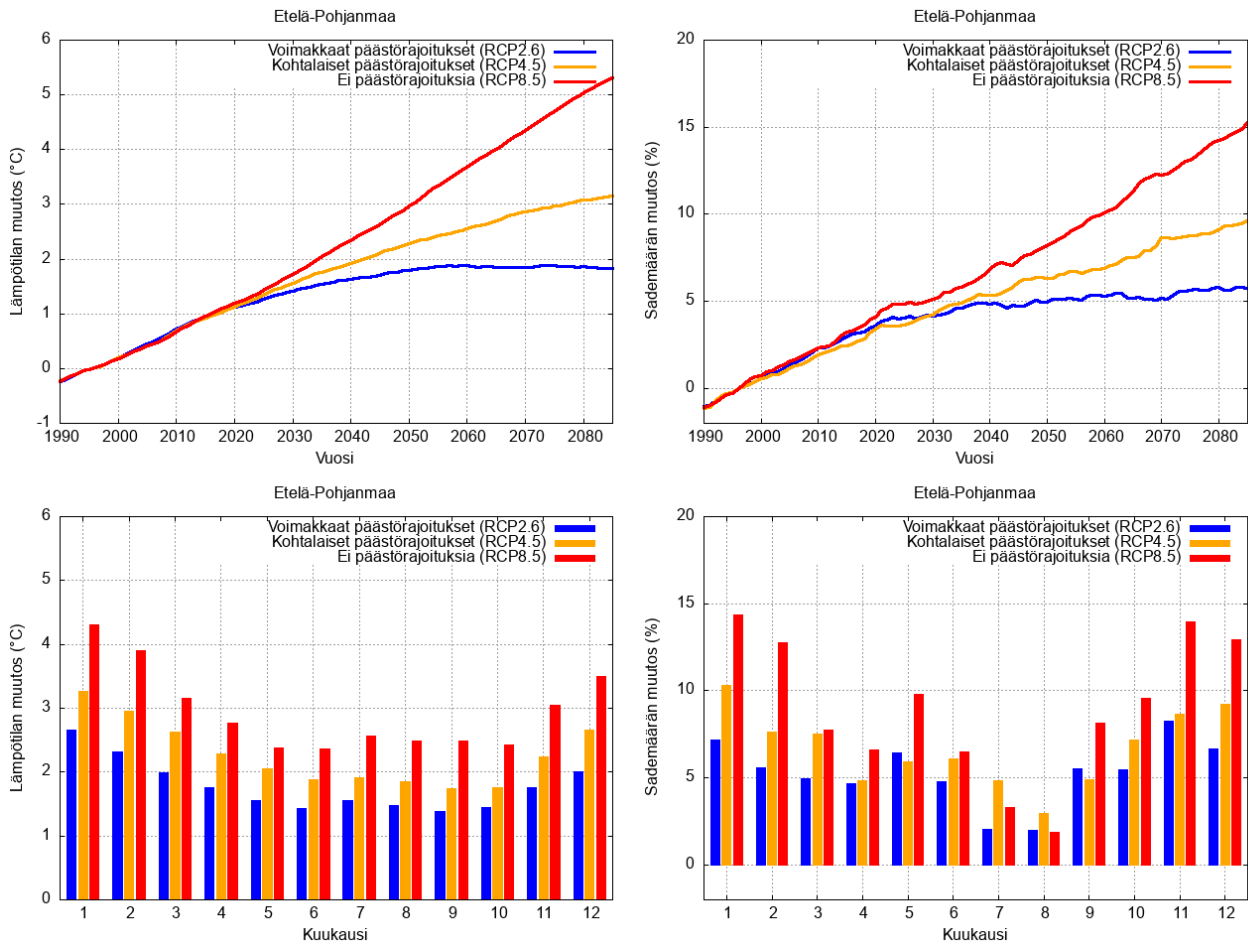 Etelä-Pohjanmaa
Voimakkaat päästörajoitukset (RCP2.6)
Kohtalaiset päästörajoitukset (RCP4.5)
Ei päästörajoituksia (RCP8.5)
Lämpötilan muutos (°C)
6
5
4
3
2
1
0
-1
1990 2000 2010 2020 2030 2040 2050 2060 2070 2080
Vuosi
Etelä-Pohjanmaa
Voimakkaat päästörajoitukset (RCP2.6)
Kohtalaiset päästörajoitukset (RCP4.5)
Ei päästörajoituksia (RCP8.5)
Sademäärän muutos (%)
20
15
10
5
0
1990 2000 2010 2020 2030 2040 2050 2060 2070 2080
Vuosi
Etelä-Pohjanmaa
Voimakkaat päästörajoitukset (RCP2.6)
Kohtalaiset päästörajoitukset (RCP4.5)
Ei päästörajoituksia (RCP8.5)
Lämpötilan muutos (°C)
6
5
4
3
2
1
0
1 2 3 4 5 6 7 8 9 10 11 12
Kuukausi
Etelä-Pohjanmaa
Voimakkaat päästörajoitukset (RCP2.6)
Kohtalaiset päästörajoitukset (RCP4.5)
Ei päästörajoituksia (RCP8.5)
Sademäärän muutos (%)
20
15
10
5
0
1 2 3 4 5 6 7 8 9 10 11 12
Kuukausi